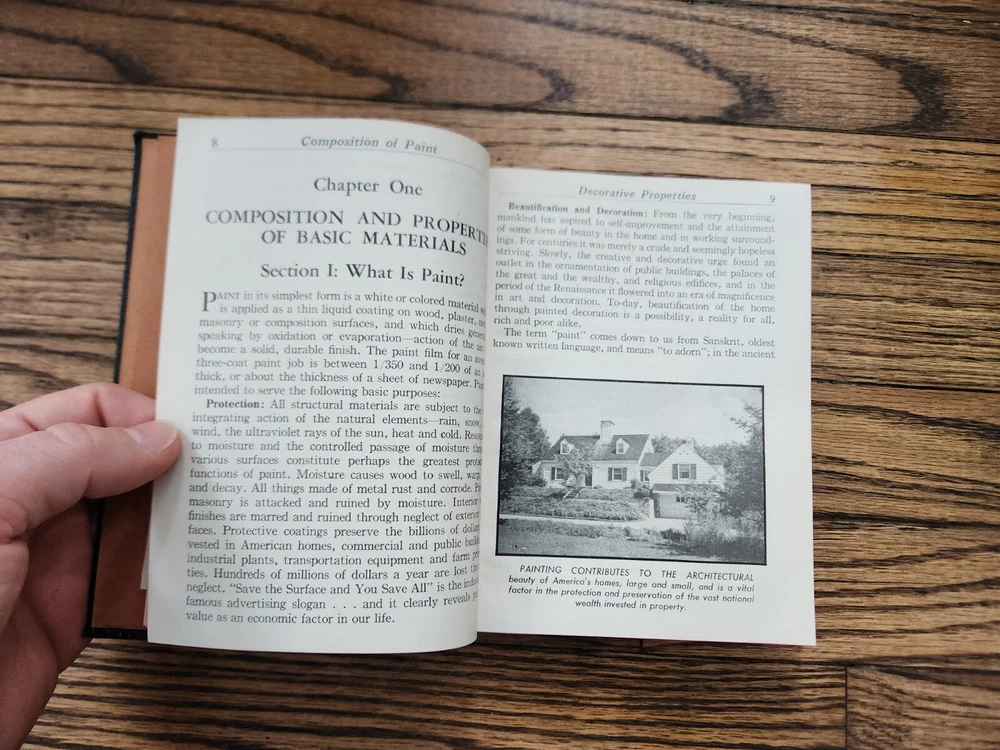 8
Composition of Paint
Chapter One
COMPOSITION AND PROPERTI
OF BASIC MATERIALS
Section I: What Is Paint?
PAINT in its simplest form is a white or colored material
is applied as a thin liquid coating on wood, plaster,
masonry or composition surfaces, and which dries
speaking by oxidation or evaporation—action of the air
become a solid, durable finish. The paint film for an
three-coat paint job is between 1/350 and 1/200 of an
thick, or about the thickness of a sheet of newspaper.
intended to serve the following basic purposes:
Protection: All structural materials are subject to the
integrating action of the natural elements—rain, snow,
wind, the ultraviolet rays of the sun, heat and cold.
to moisture and the controlled passage of moisture
various surfaces constitute perhaps the greatest
functions of paint. Moisture causes wood to swell, warp
and decay. All things made of metal rust and corrode.
masonry is attacked and ruined by moisture. Interior
finishes are marred and ruined through neglect of
faces. Protective coatings preserve the billions of
vested in American homes, commercial and public
industrial plants, transportation equipment and farm
ties. Hundreds of millions of dollars a year are lost
neglect. "Save the Surface and You Save All" is the
famous advertising slogan . . . and it clearly reveals
value as an economic factor in our life.
Decorative Properties
9
Beautification and Decoration: From the very beginning,
mankind has aspired to self-improvement and the attainment
of some form of beauty in the home and in working surround-
ings. For centuries it was merely a crude and seemingly hopeless
striving. Slowly, the creative and decorative urge found an
outlet in the ornamentation of public buildings, the palaces of
the great and the wealthy, and religious edifices, and in the
period of the Renaissance it flowered into an era of magnificence
in art and decoration. To-day, beautification of the home
through painted decoration is a possibility, a reality for all,
rich and poor alike.
The term "paint" comes down to us from Sanskrit, oldest
known written language, and means "to adorn"; in the ancient
PAINTING CONTRIBUTES TO THE ARCHITECTURAL
beauty of America's homes, large and small, and is a vital
factor in the protection and preservation of the vast national
wealth invested in property.